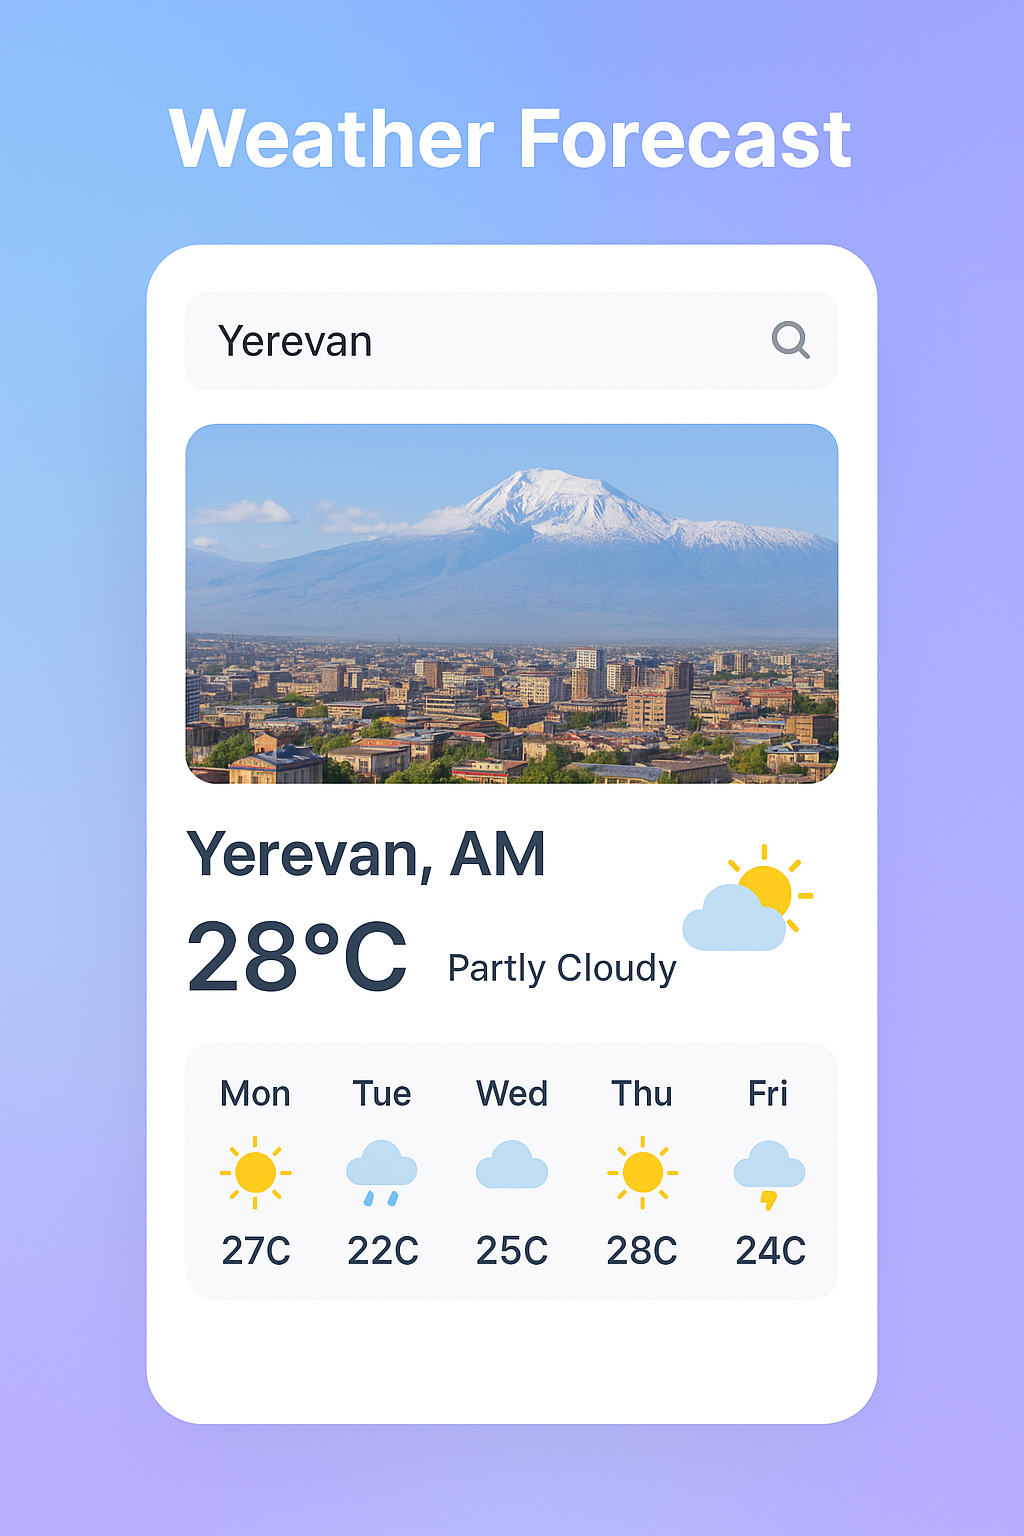 Weather Forecast
Yerevan
Yerevan, AM
28°C Partly Cloudy
Mon Tue Wed Thu Fri
27C 22C 25C 28C 24C